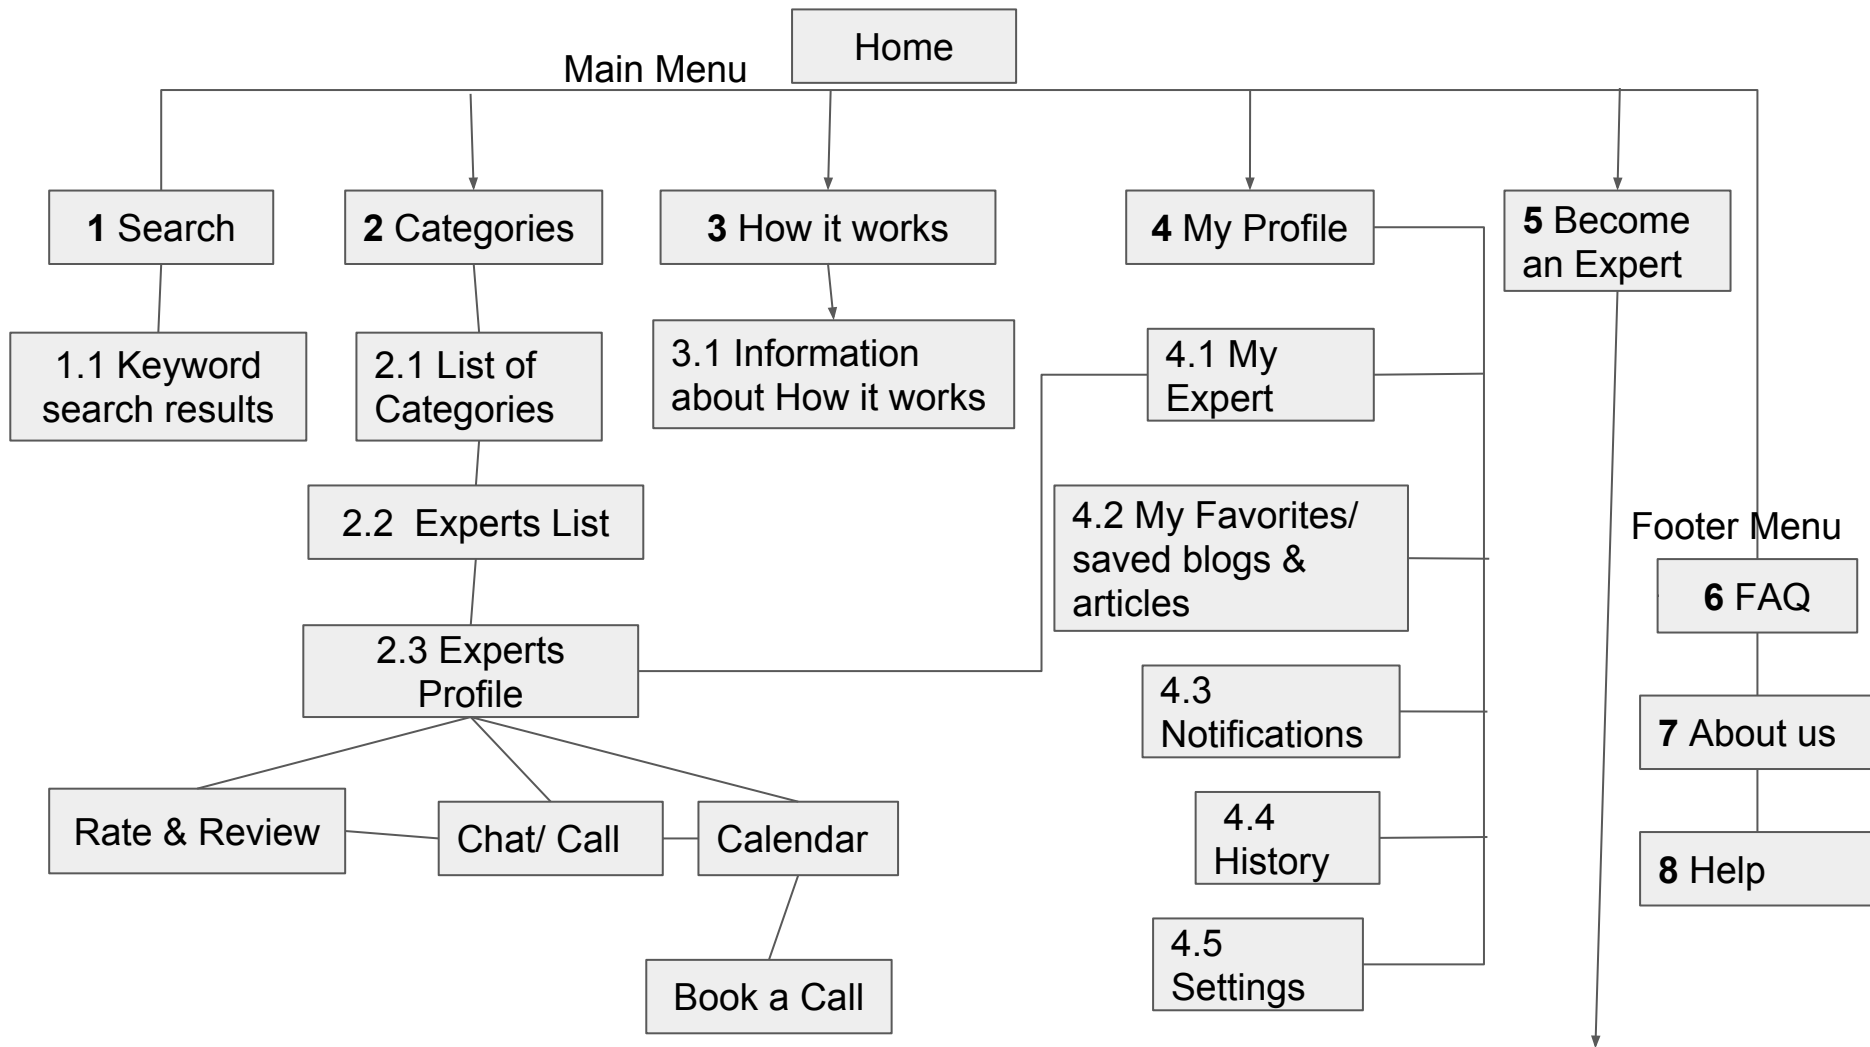 Home
Main Menu
1 Search
2 Categories
3 How it works
4 My Profile
5 Become
an Expert
1.1 Keyword
search results
2.1 List of
Categories
3.1 Information
about How it works
4.1 My
Expert
2.2  Experts List
4.2 My Favorites/
saved blogs &
articles
Footer Menu
6 FAQ
2.3 Experts
Profile
4.3
Notifications
7 About us
Rate & Review
Chat/ Call
Calendar
4.4
History
8 Help
4.5
Settings
Book a Call